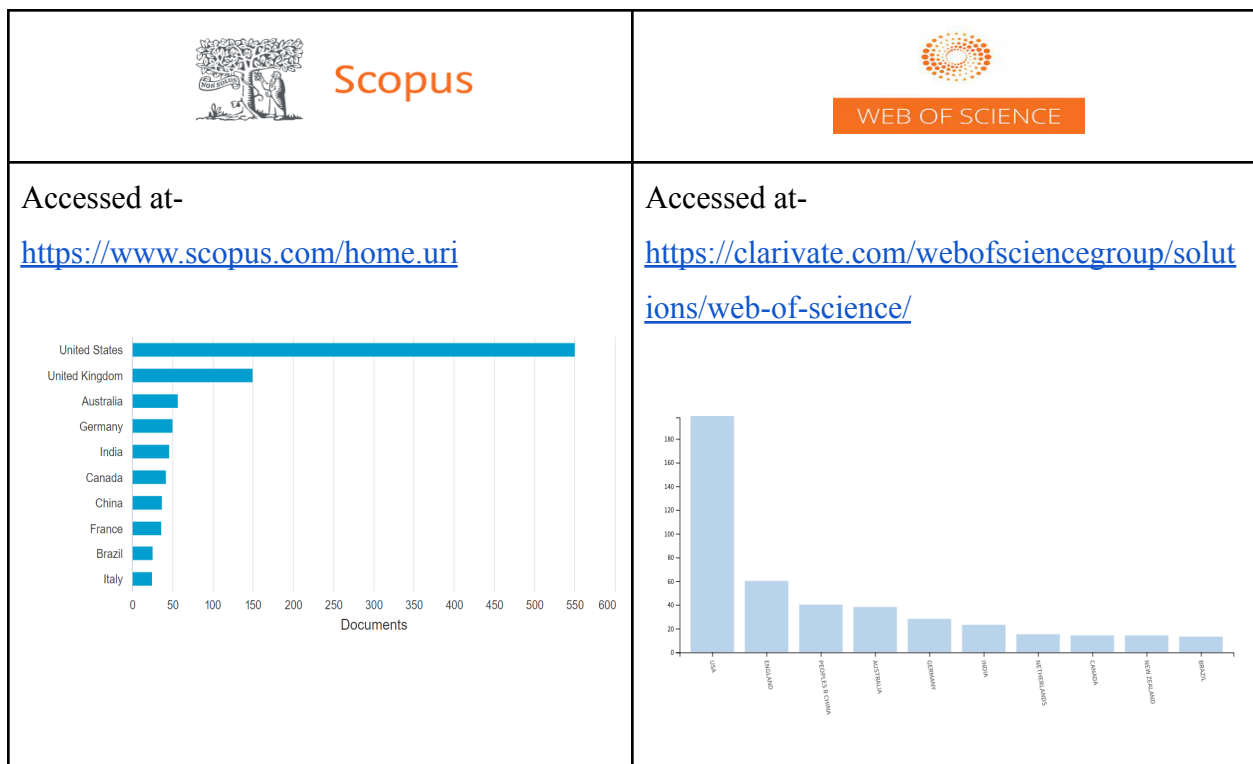 NON SOLUS
Scopus
WEB OF SCIENCE
Accessed at-
https://www.scopus.com/home.uri
United States
United Kingdom
Australia
Germany
India
Canada
China
France
Brazil
Italy
0 50 100 150 200 250 300 350 400 450 500 550 600
Documents
Accessed at-
https://clarivate.com/webofsciencegroup/solut
ions/web-of-science/
180
160
140
120
100
80
60
40
20
0
USA
ENGLAND
PEOPLES R CHINA
AUSTRALIA
GERMANY
INDIA
NETHERLANDS
CANADA
NEW ZEALAND
BRAZIL